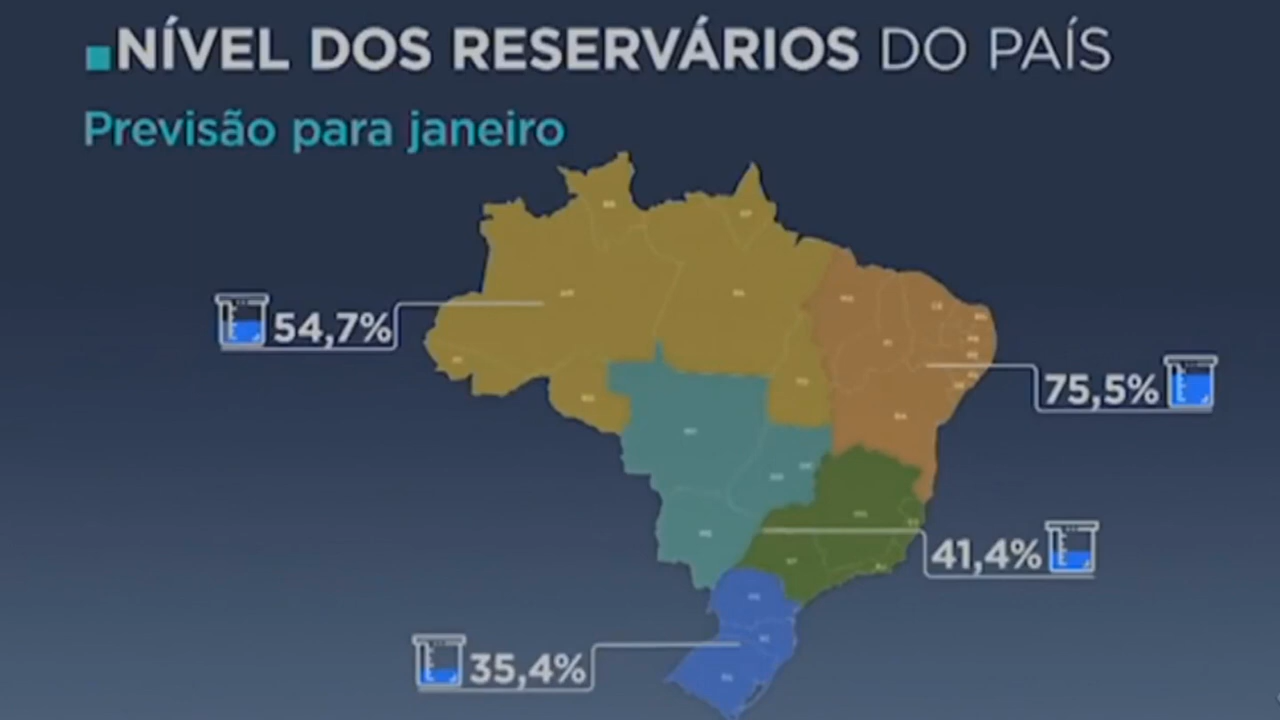 NÍVEL DOS RESERVÁRIOS DO PAÍS
Previsão para janeiro
54,7%
75,5%
41,4%
35,4%